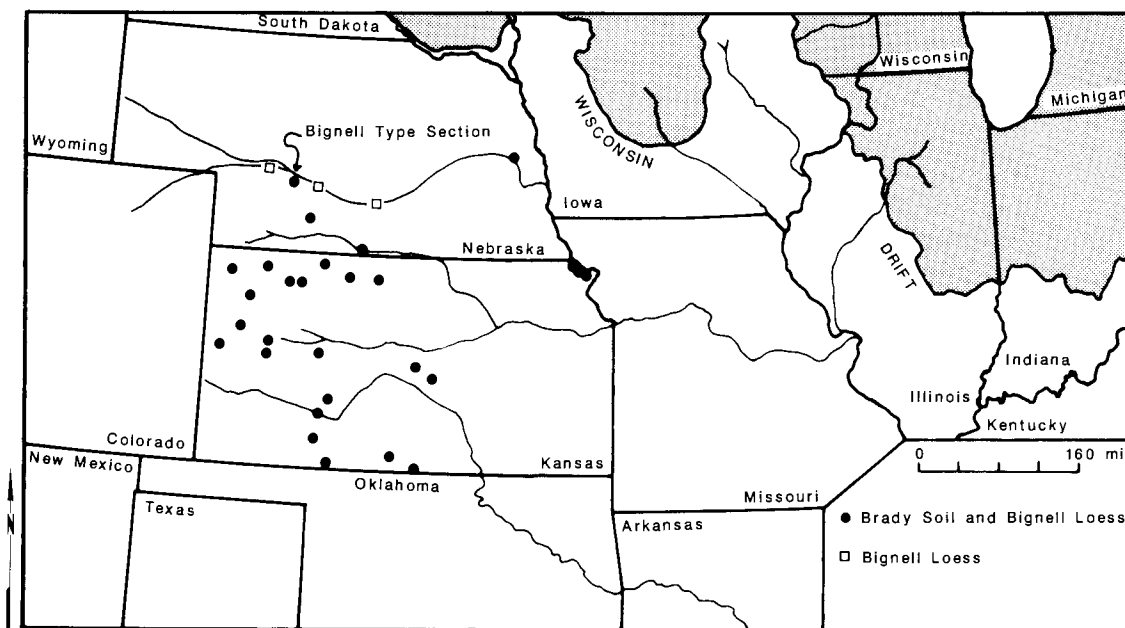 South Dakota
Wisconsin
Michigan
WISCONSIN
Bignell Type Section
Wyoming
Iowa
Nebraska
DRIFT
Indiana
Illinois
Kentucky
Colorado
New Mexico
Kansas
0 160 mi
Oklahoma
Missouri
Texas
Arkansas
N
Brady Soil and Bignell Loess
Bignell Loess